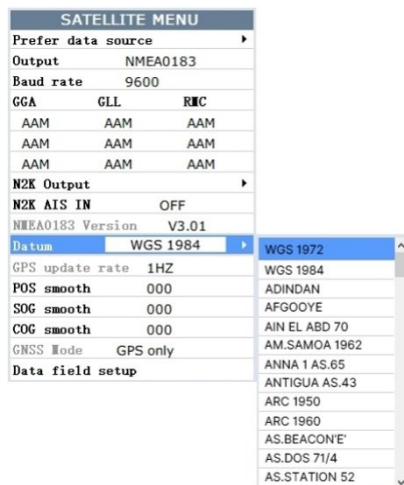 SATELLITE MENU
Prefer data source
Output NMEA0183
Baud rate 9600
GGA GLL RMC
AAM AAM AAM
AAM AAM AAM
AAM AAM AAM
N2K Output
N2K AIS IN OFF
NMEA0183 Version V3.01
Datum WGS 1984
GPS update rate 1HZ
POS smooth 000
SOG smooth 000
COG smooth 000
GNSS Mode GPS only
Data field setup
WGS 1972
WGS 1984
ADINDAN
AFGOOYE
AIN EL ABD 70
AM.SAMOA 1962
ANNA 1 AS.65
ANTIGUA AS.43
ARC 1950
ARC 1960
AS.BEACON'E'
AS.DOS 71/4
AS.STATION 52